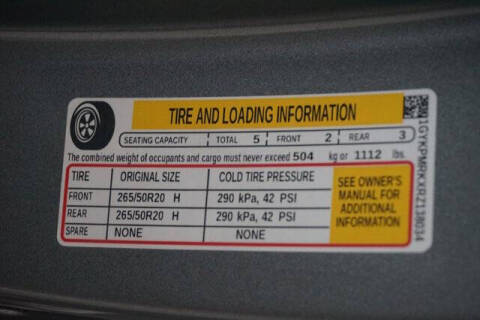 TIRE AND LOADING INFORMATION
SEATING CAPACITY TOTAL 5 FRONT 2 REAR 3
The combined weight of occupants and cargo must never exceed 504 kg or 1112 lbs.
TIRE ORIGINAL SIZE COLD TIRE PRESSURE
FRONT 265/50R20 H 290 kPa, 42 PSI
REAR 265/50R20 H 290 kPa, 42 PSI
SPARE NONE NONE
SEE OWNER'S
MANUAL FOR
ADDITIONAL
INFORMATION
1GYKPMRKXRZ138034